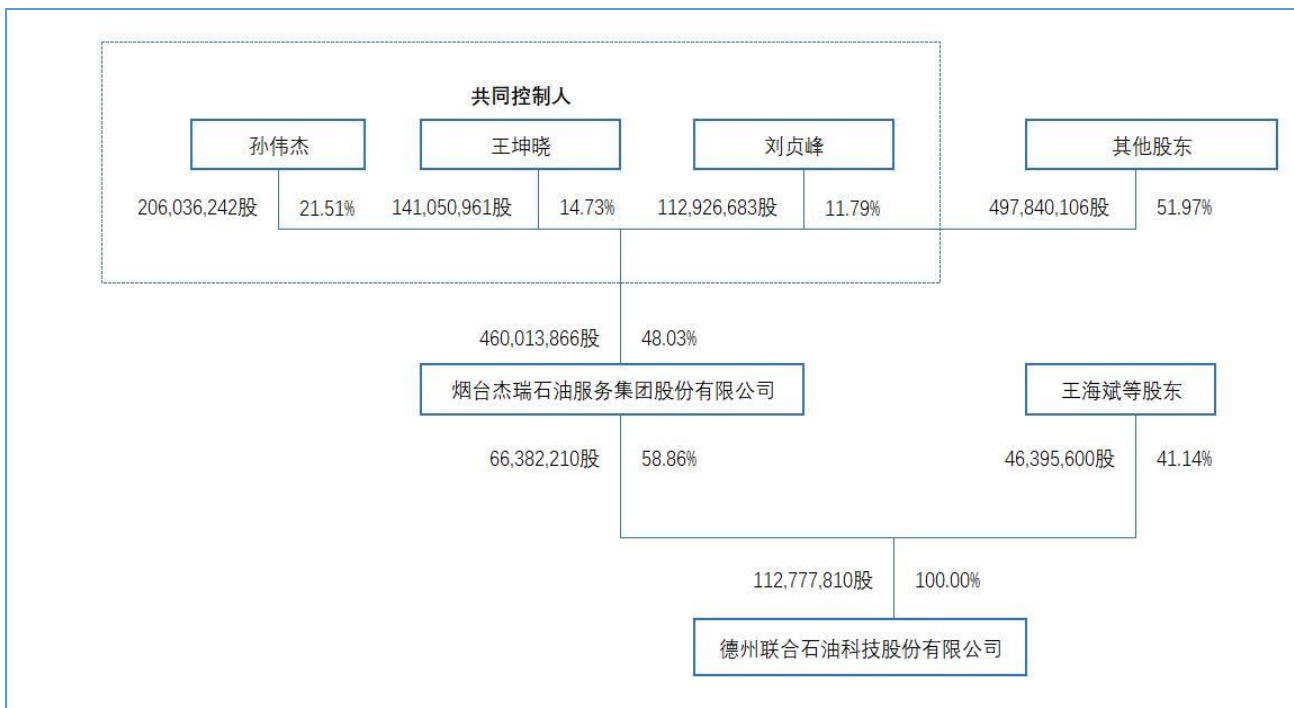 共同控制人
孙伟杰
王坤晓
刘贞峰
其他股东
206,036,242股
21.51%
141,050,961股
14.73%
112,926,683股
11.79%
497,840,106股
51.97%
460,013,866股
48.03%
烟台杰瑞石油服务集团股份有限公司
王海斌等股东
66,382,210股
58.86%
46,395,600股
41.14%
112,777,810股
100.00%
德州联合石油科技股份有限公司